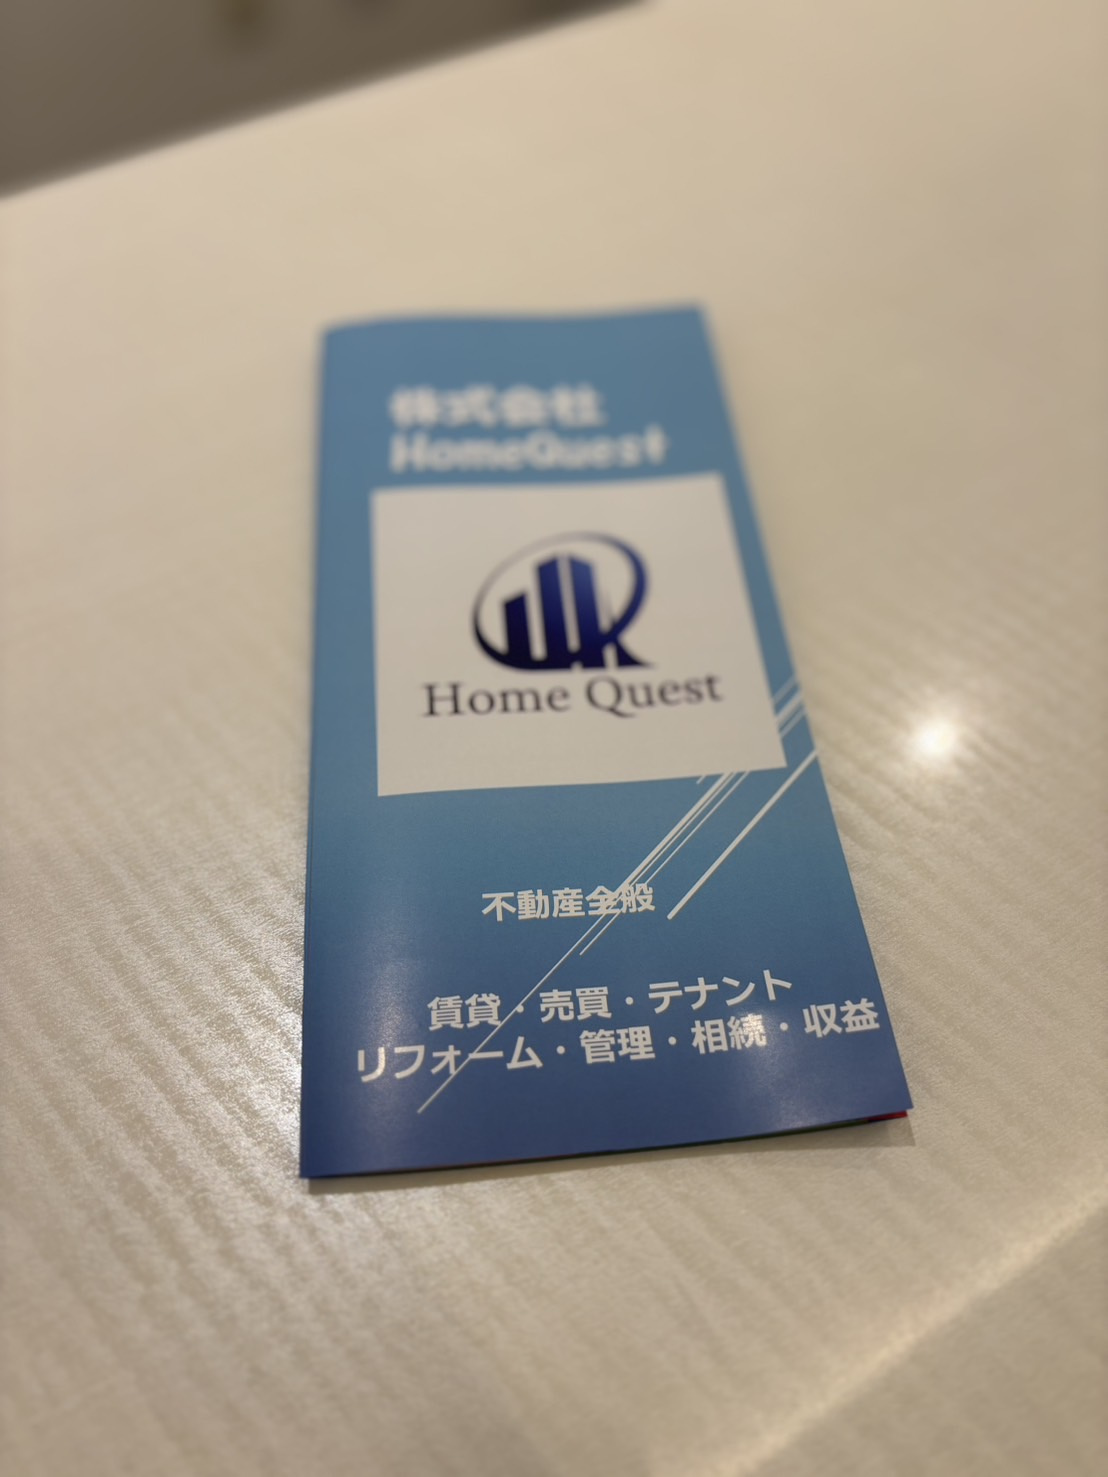 株式会社
HomeQuest
Home Quest
不動産全般
賃貸・売買・テナント
リフォーム・管理・相続・収益